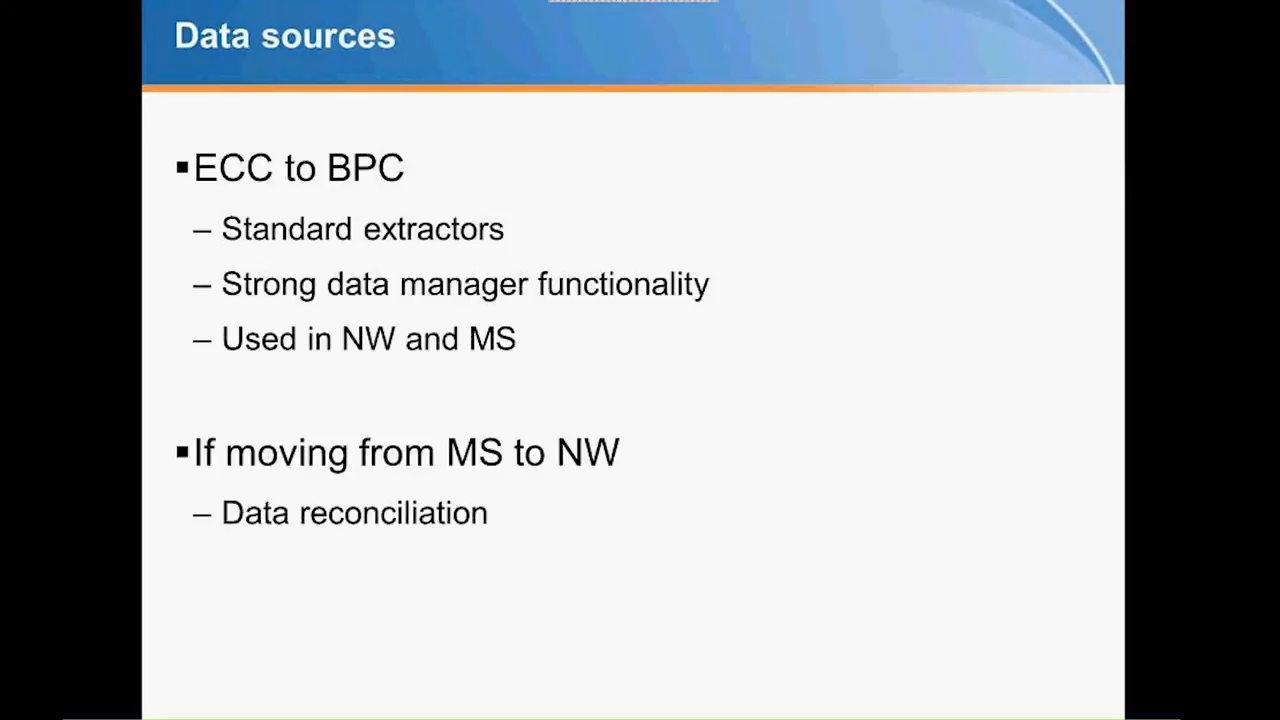 Data sources
▪ECC to BPC
– Standard extractors
– Strong data manager functionality
– Used in NW and MS
▪If moving from MS to NW
– Data reconciliation